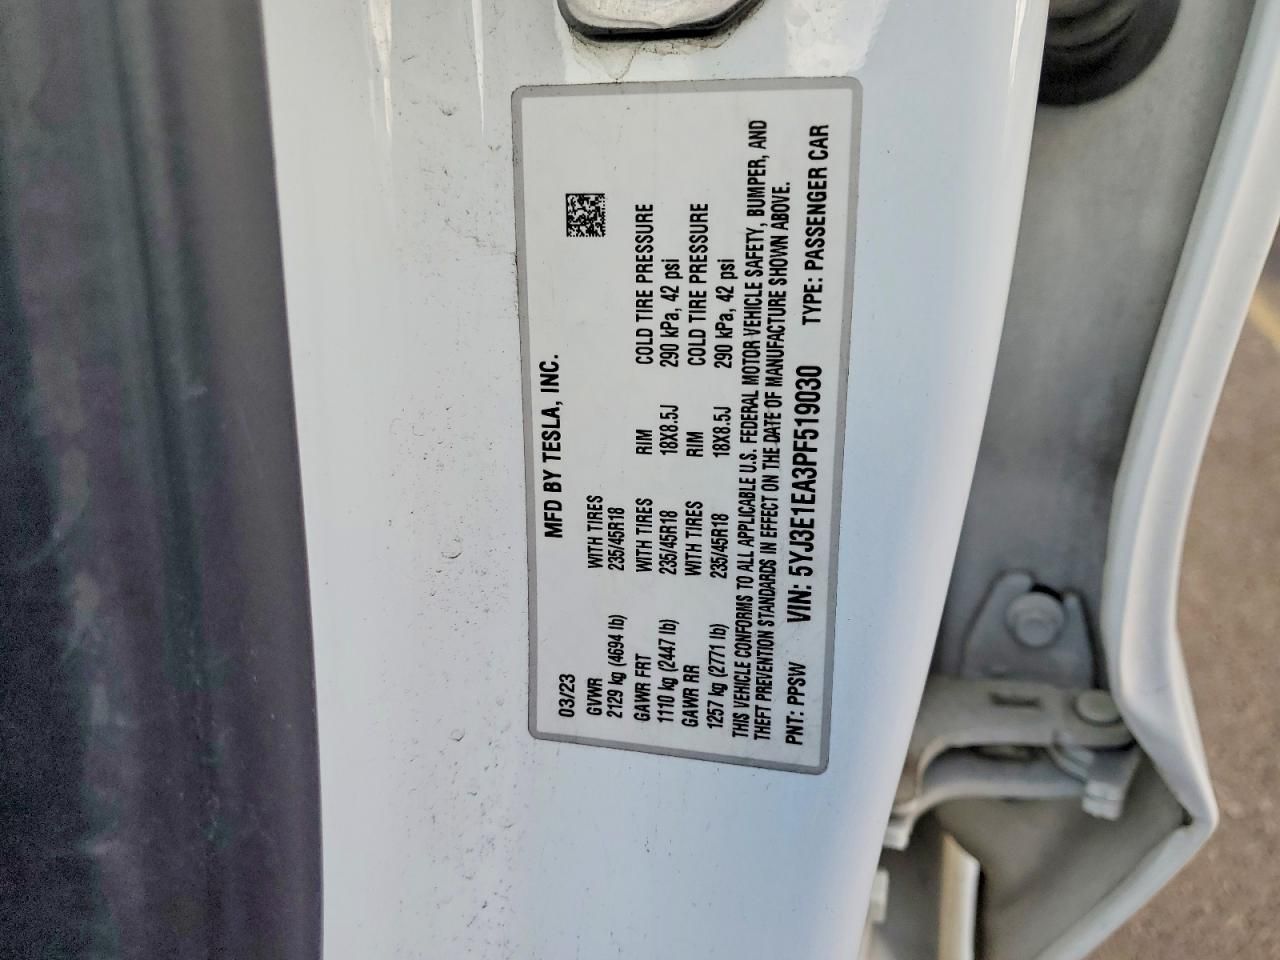 MFD BY TESLA, INC.
03/23
GVWR WITH TIRES
2129 kg (4694 lb) 235/45R18
GAWR FRT WITH TIRES RIM COLD TIRE PRESSURE
1110 kg (2447 lb) 235/45R18 18X8.5J 290 kPa, 42 psi
GAWR RR WITH TIRES RIM COLD TIRE PRESSURE
1257 kg (2771 lb) 235/45R18 18X8.5J 290 kPa, 42 psi
THIS VEHICLE CONFORMS TO ALL APPLICABLE U.S. FEDERAL MOTOR VEHICLE SAFETY, BUMPER, AND
THEFT PREVENTION STANDARDS IN EFFECT ON THE DATE OF MANUFACTURE SHOWN ABOVE.
PNT: PPSW VIN: 5YJ3E1EA3PF519030 TYPE: PASSENGER CAR